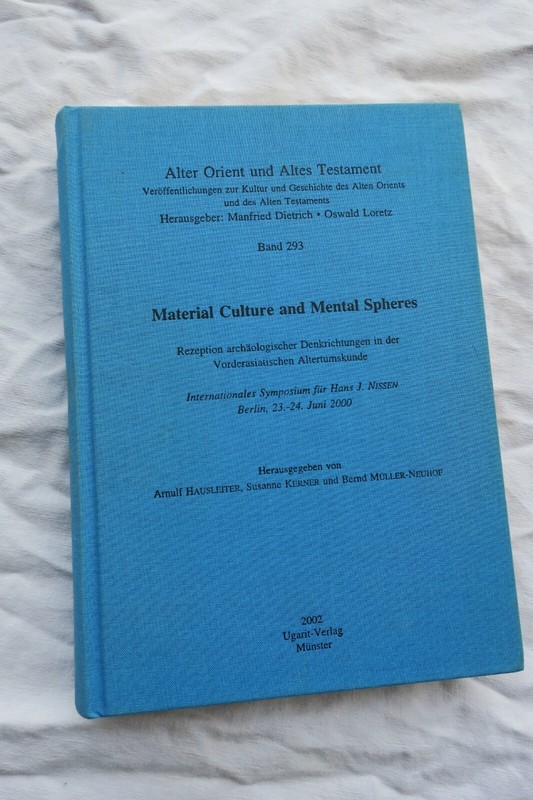 Alter Orient und Altes Testament
Veröffentlichungen zur Kultur und Geschichte des Alten Orients
und des Alten Testaments
Herausgeber: Manfried Dietrich • Oswald Loretz
Band 293
Material Culture and Mental Spheres
Rezeption archäologischer Denkrichtungen in der
Vorderasiatischen Altertumskunde
Internationales Symposium für Hans J. NISSEN
Berlin, 23.-24. Juni 2000
Herausgegeben von
Arnulf HAUSLEITER, Susanne KERNER und Bernd MÜLLER-NEUHOF
2002
Ugarit-Verlag
Münster